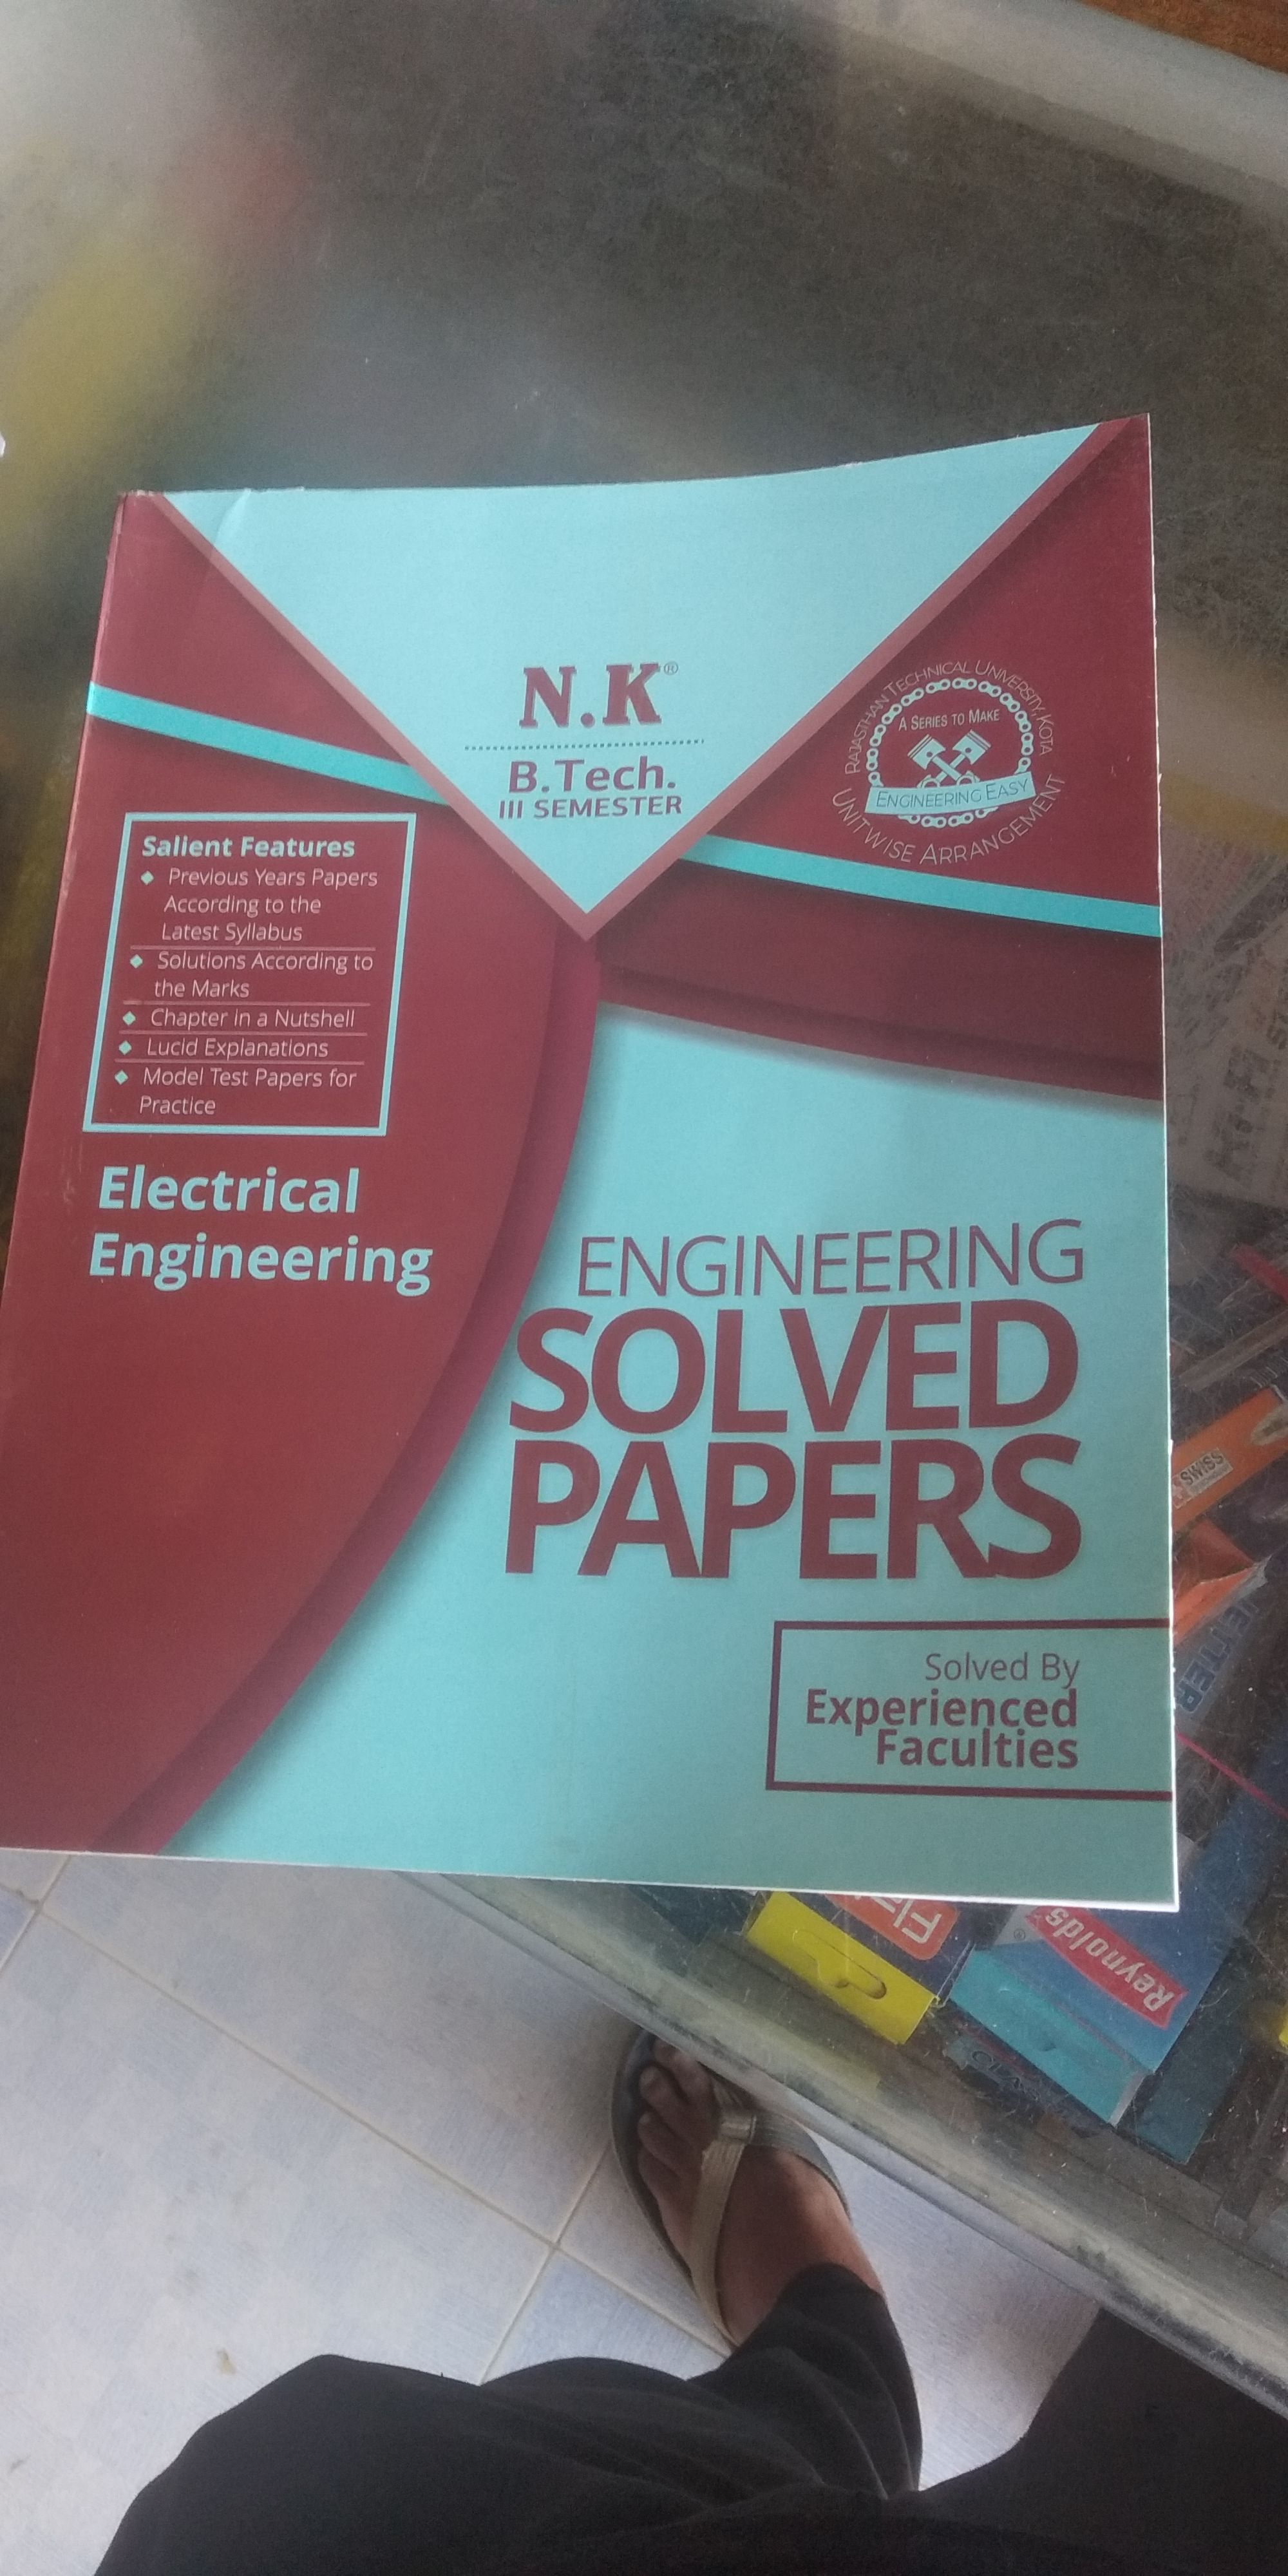 N.K®
B.Tech.
III SEMESTER
RAJASTHAN TECHNICAL UNIVERSITY, KOTA
A SERIES TO MAKE
ENGINEERING EASY
UNITWISE ARRANGEMENT
Salient Features
Previous Years Papers
According to the
Latest Syllabus
Solutions According to
the Marks
Chapter in a Nutshell
Lucid Explanations
Model Test Papers for
Practice
Electrical
Engineering
ENGINEERING
SOLVED
PAPERS
Solved By
Experienced
Faculties
SWISS
Reynolds